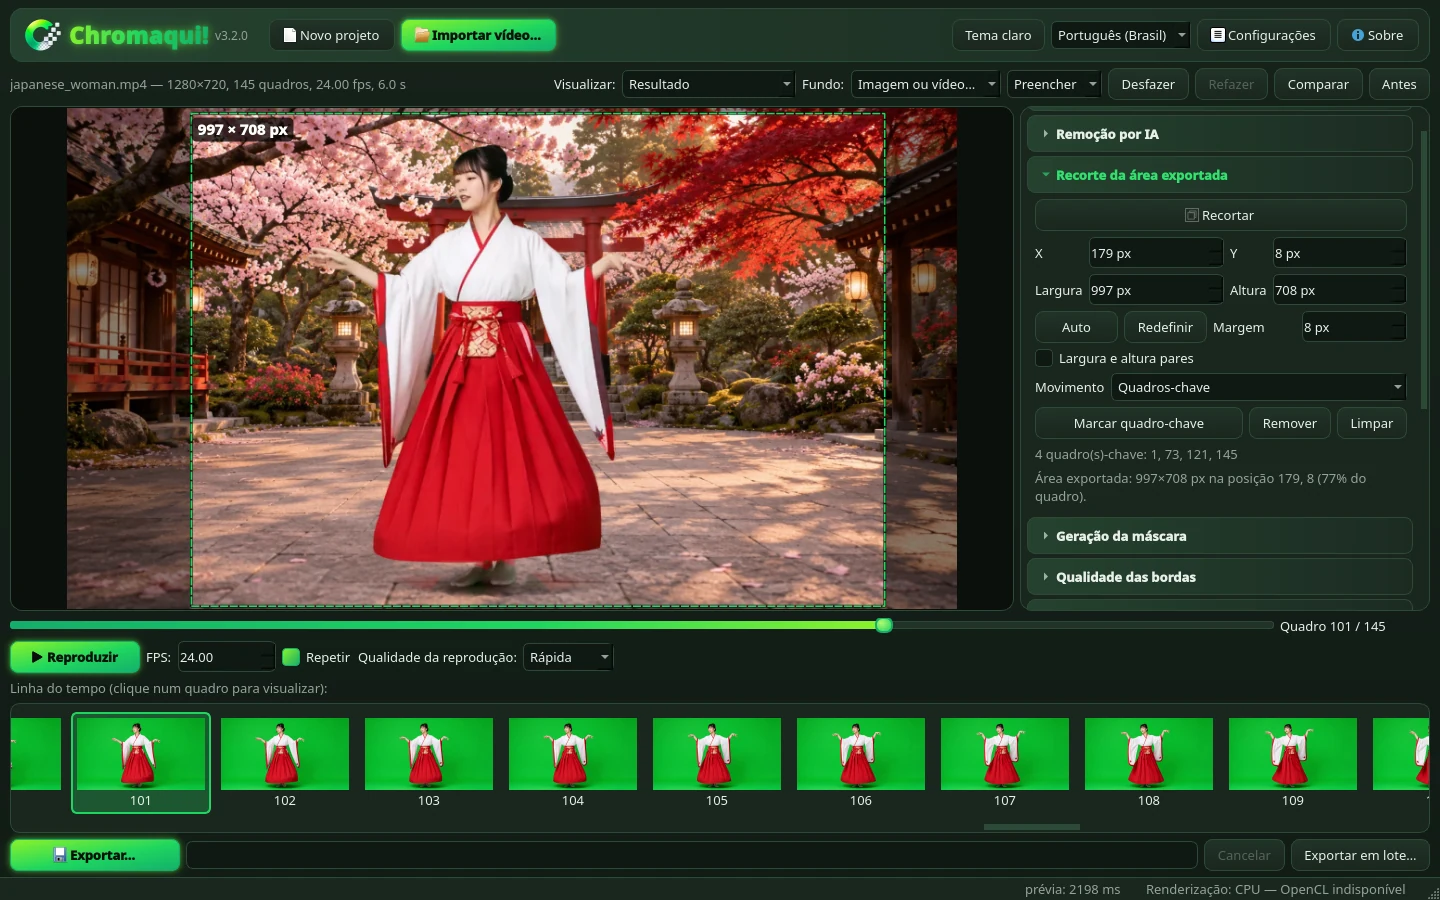 Chromaqui! v3.2.0 Novo projeto Importar vídeo... Tema claro Português (Brasil) Configurações Sobre
japanese_woman.mp4 — 1280×720, 145 quadros, 24.00 fps, 6.0 s Visualizar: Resultado Fundo: Imagem ou vídeo... Preencher Desfazer Refazer Comparar Antes
997 × 708 px
Remoção por IA
Recorte da área exportada
Recortar
X 179 px Y 8 px
Largura 997 px Altura 708 px
Auto Redefinir Margem 8 px
Largura e altura pares
Movimento Quadros-chave
Marcar quadro-chave Remover Limpar
4 quadro(s)-chave: 1, 73, 121, 145
Área exportada: 997×708 px na posição 179, 8 (77% do
quadro).
Geração da máscara
Qualidade das bordas
Quadro 101 / 145
Reproduzir FPS: 24.00 Repetir Qualidade da reprodução: Rápida
Linha do tempo (clique num quadro para visualizar):
101 102 103 104 105 106 107 108 109
Exportar... Cancelar Exportar em lote...
prévia: 2198 ms Renderização: CPU — OpenCL indisponível